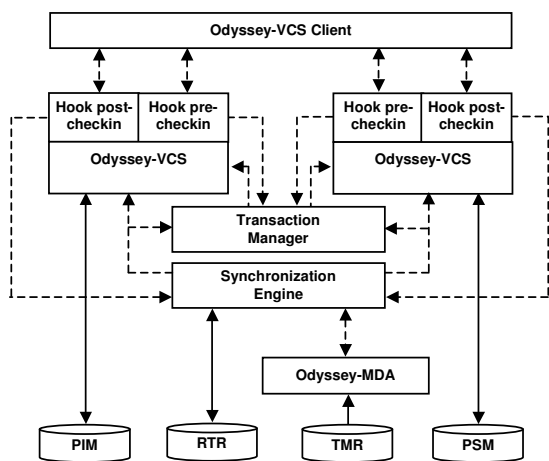 Odyssey-VCS Client
Hook post-
checkin
Hook pre-
checkin
Odyssey-VCS
Hook pre-
checkin
Hook post-
checkin
Odyssey-VCS
Transaction
Manager
Synchronization
Engine
Odyssey-MDA
PIM
RTR
TMR
PSM